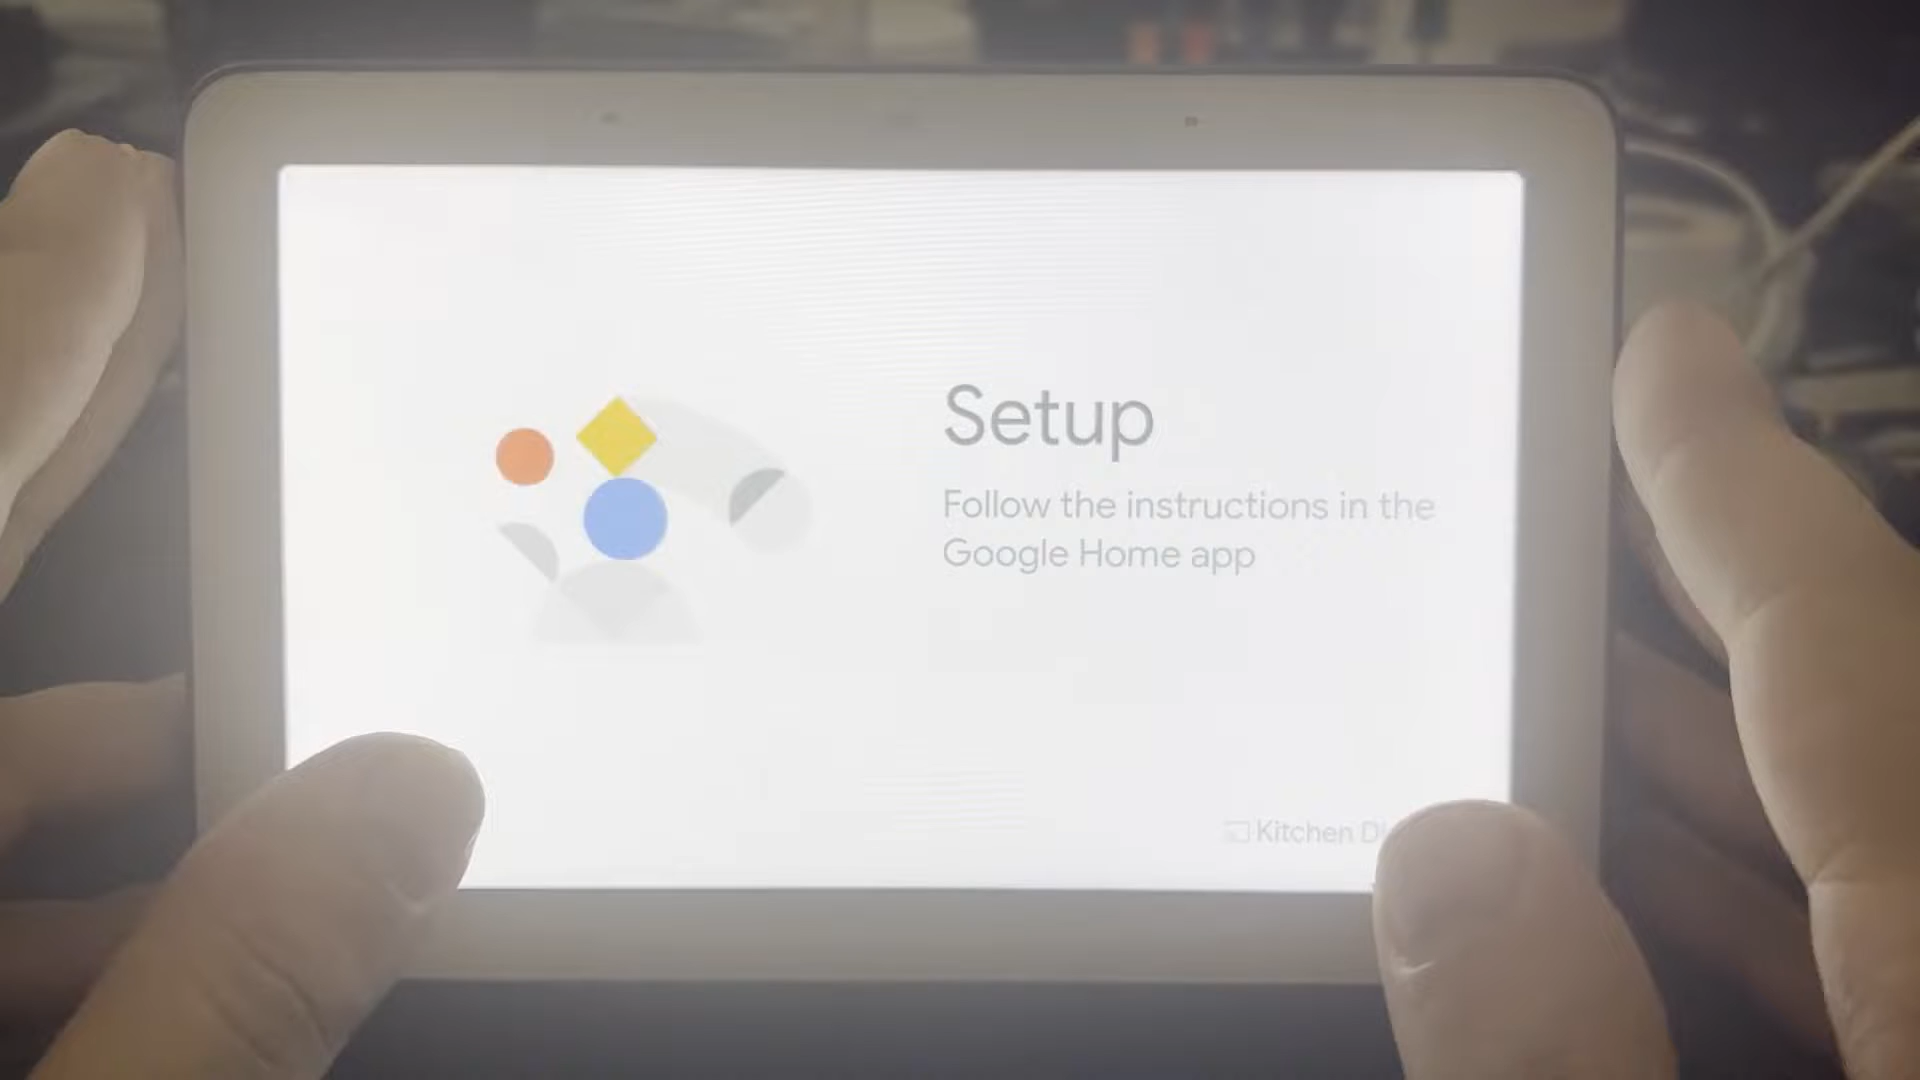 Setup
Follow the instructions in the
Google Home app
Kitchen